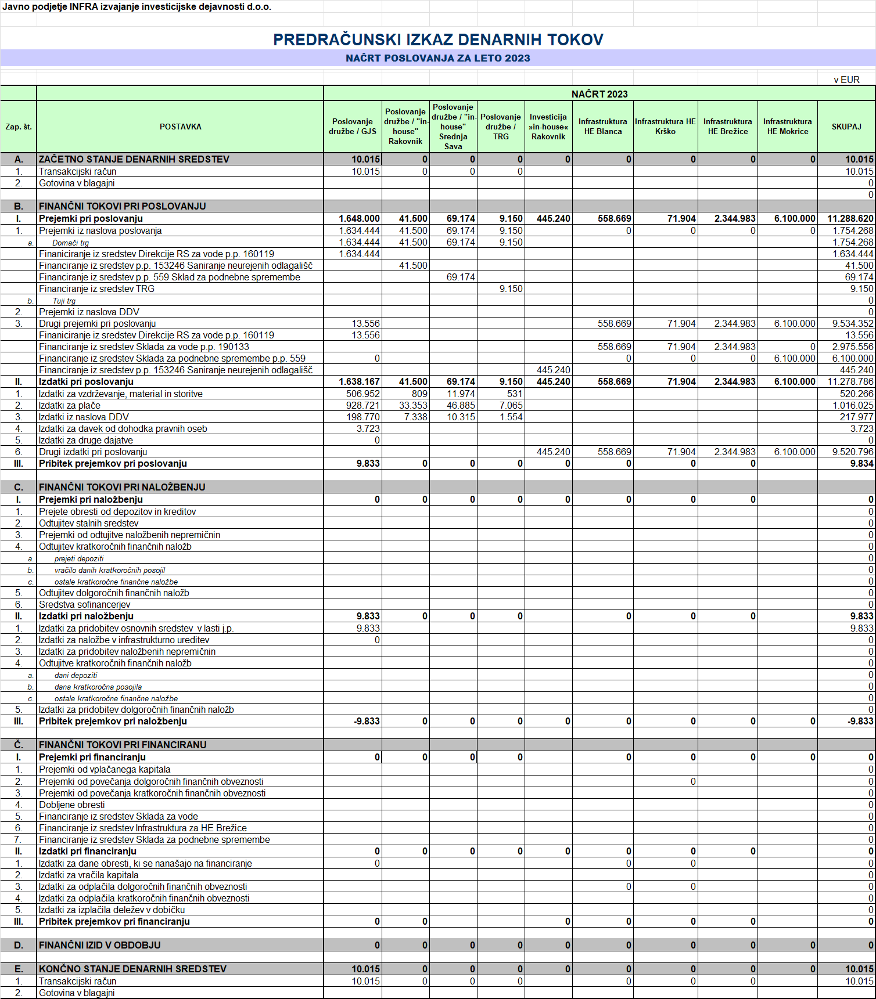 Javno podjetje INFRA izvajanje investicijske dejavnosti d.o.o.
PREDRAČUNSKI IZKAZ DENARNIH TOKOV
NAČRT POSLOVANJA ZA LETO 2023
v EUR
NAČRT 2023
Zap. št. POSTAVKA Poslovanje družbe / GJS Poslovanje družbe / "in-house" Rakovnik Poslovanje družbe / "in-house" Srednja Sava Poslovanje družbe / TRG Investicija »in-house« Rakovnik Infrastruktura HE Blanca Infrastruktura HE Krško Infrastruktura HE Brežice Infrastruktura HE Mokrice SKUPAJ
A. ZAČETNO STANJE DENARNIH SREDSTEV 10.015 0 0 0 0 0 0 0 0 10.015
1. Transakcijski račun 10.015 0 0 0 10.015
2. Gotovina v blagajni 0
0
B. FINANČNI TOKOVI PRI POSLOVANJU
I. Prejemki pri poslovanju 1.648.000 41.500 69.174 9.150 445.240 558.669 71.904 2.344.983 6.100.000 11.288.620
1. Prejemki iz naslova poslovanja 1.634.444 41.500 69.174 9.150 0 0 0 0 1.754.268
a. Domači trg 1.634.444 41.500 69.174 9.150 1.754.268
Finaniciranje iz sredstev Direkcije RS za vode p.p. 160119 1.634.444 1.634.444
Financiranje iz sredstev p.p. 153246 Saniranje neurejenih odlagališč 41.500 41.500
Financiranje iz sredstev p.p. 559 Sklad za podnebne spremembe 69.174 69.174
Financiranje iz sredstev TRG 9.150 9.150
b. Tuji trg 0
2. Prejemki iz naslova DDV 0
3. Drugi prejemki pri poslovanju 13.556 558.669 71.904 2.344.983 6.100.000 9.534.352
Finaniciranje iz sredstev Direkcije RS za vode p.p. 160119 13.556 13.556
Financiranje iz sredstev Sklada za vode p.p. 190133 558.669 71.904 2.344.983 0 2.975.556
Financiranje iz sredstev Sklada za podnebne spremembe p.p. 559 0 0 0 0 6.100.000 6.100.000
Financiranje iz sredstev p.p. 153246 Saniranje neurejenih odlagališč 445.240 445.240
II. Izdatki pri poslovanju 1.638.167 41.500 69.174 9.150 445.240 558.669 71.904 2.344.983 6.100.000 11.278.786
1. Izdatki za vzdrževanje, material in storitve 506.952 809 11.974 531 520.266
2. Izdatki za plače 928.721 33.353 46.885 7.065 1.016.025
3. Izdatki iz naslova DDV 198.770 7.338 10.315 1.554 217.977
4. Izdatki za davek od dohodka pravnih oseb 3.723 3.723
5. Izdatki za druge dajatve 0 0
6. Drugi izdatki pri poslovanju 445.240 558.669 71.904 2.344.983 6.100.000 9.520.796
III. Pribitek prejemkov pri poslovanju 9.833 0 0 0 0 0 0 0 9.834
C. FINANČNI TOKOVI PRI NALOŽBENJU
I. Prejemki pri naložbenju 0 0 0 0 0 0 0 0 0
1. Prejete obresti od depozitov in kreditov 0
2. Odtujitev stalnih sredstev 0
3. Prejemki od odtujitve naložbenih nepremičnin 0
4. Odtujitev kratkoročnih finančnih naložb 0
a. prejeti depoziti 0
b. vračilo danih kratkoročnih posojil 0
c. ostale kratkoročne finančne naložbe 0
5. Odtujitev dolgoročnih finančnih naložb 0
6. Sredstva sofinancerjev 0
II. Izdatki pri naložbenju 9.833 0 0 0 0 0 0 9.833
1. Izdatki za pridobitev osnovnih sredstev v lasti j.p. 9.833 9.833
2. Izdatki za naložbe v infrastrukturno ureditev 0 0
3. Izdatki za pridobitev naložbenih nepremičnin 0
4. Odtujitve kratkoročnih finančnih naložb 0
a. dani depoziti 0
b. dana kratkoročna posojila 0
c. ostale kratkoročne finančne naložbe 0
5. Izdatki za pridobitev dolgoročnih finančnih naložb 0
III. Pribitek prejemkov pri naložbenju -9.833 0 0 0 0 0 0 0 0 -9.833
Č. FINANČNI TOKOVI PRI FINANCIRANU
I. Prejemki pri financiranju 0 0 0 0 0 0 0 0 0
1. Prejemki od vplačanega kapitala 0
2. Prejemki od povečanja dolgoročnih finančnih obveznosti 0 0
3. Prejemki od povečanja kratkoročnih finančnih obveznosti 0
4. Dobljene obresti 0
5. Financiranje iz sredstev Sklada za vode 0
6. Financiranje iz sredstev Infrastruktura za HE Brežice 0
7. Financiranje iz sredstev Sklada za podnebne spremembe 0
II. Izdatki pri financiranju 0 0 0 0 0 0 0 0 0
1. Izdatki za dane obresti, ki se nanašajo na financiranje 0 0 0 0
2. Izdatki za vračila kapitala 0
3. Izdatki za odplačila dolgoročnih finančnih obveznosti 0 0 0
4. Izdatki za odplačila kratkoročnih finančnih obveznosti 0
5. Izdatki za izplačila deležev v dobičku 0
III. Pribitek prejemkov pri financiranju 0 0 0 0 0 0 0
D. FINANČNI IZID V OBDOBJU 0 0 0 0 0 0 0 0 0 0
E. KONČNO STANJE DENARNIH SREDSTEV 10.015 0 0 0 0 0 0 0 0 10.015
1. Transakcijski račun 10.015 0 0 0 0 0 0 10.015
2. Gotovina v blagajni